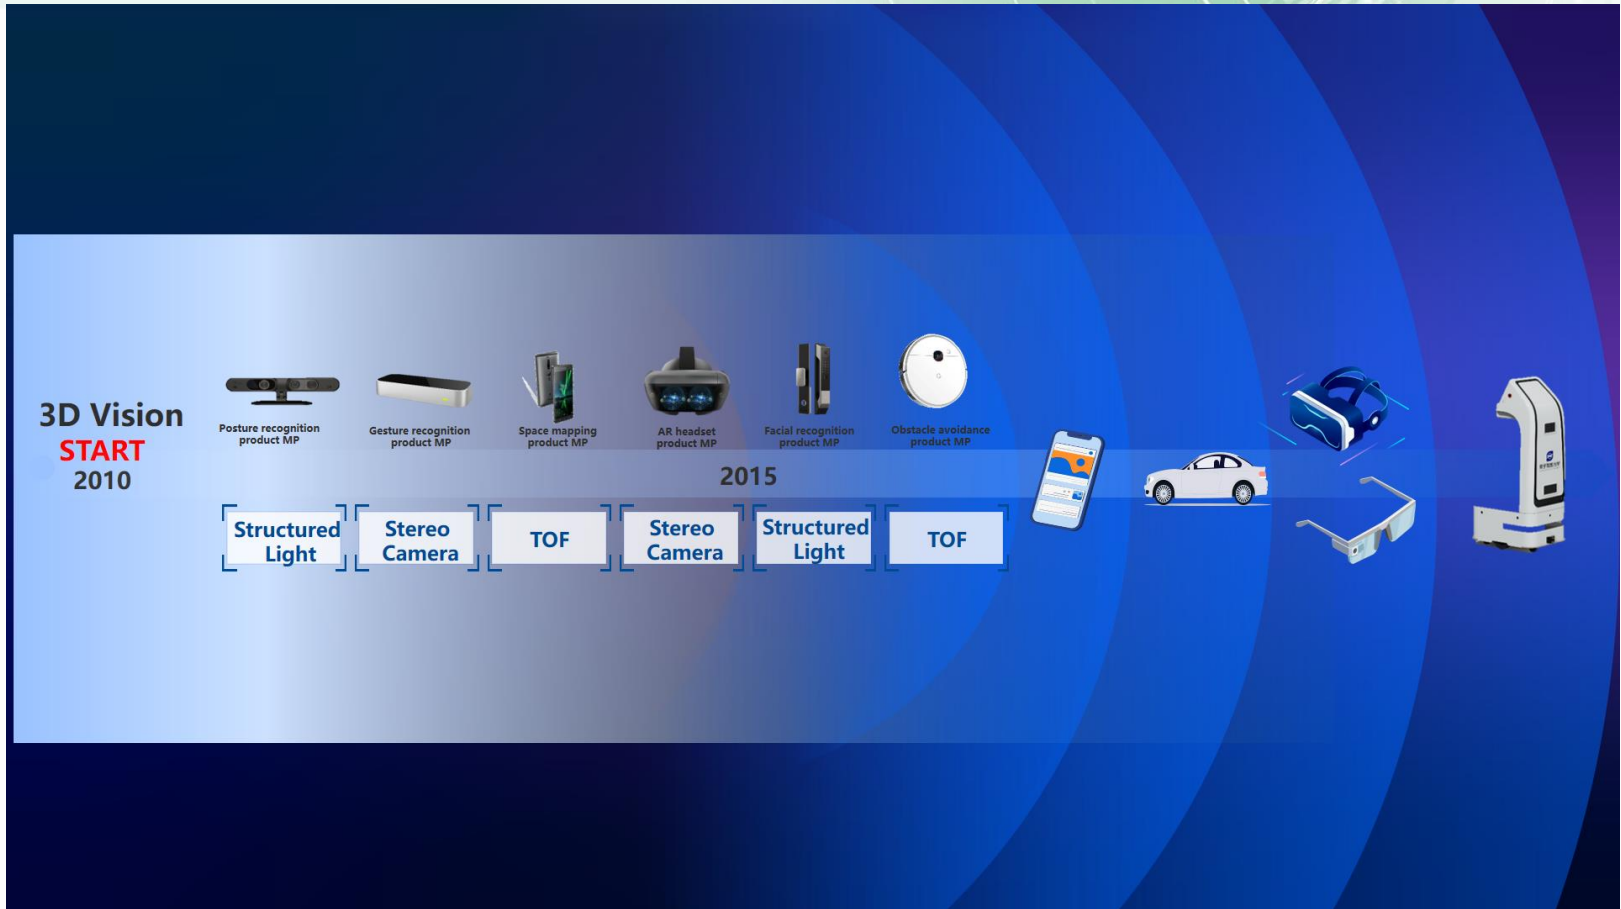 3D Vision
START
2010
Posture recognition
product MP
Gesture recognition
product MP
Space mapping
product MP
AR headset
product MP
Facial recognition
product MP
Obstacle avoidance
product MP
2015
Structured
Light
Stereo
Camera
TOF
Stereo
Camera
Structured
Light
TOF